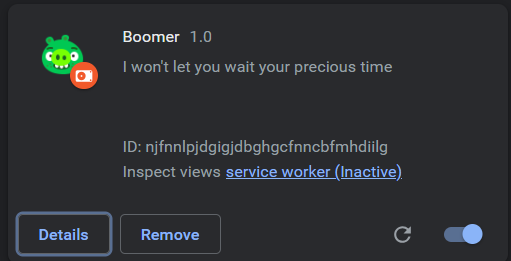 Boomer 1.0
I won't let you wait your precious time
ID: njfnnlpjdgigjdbghgcfnncbfmhdiilg
Inspect views service worker (Inactive)
Details Remove